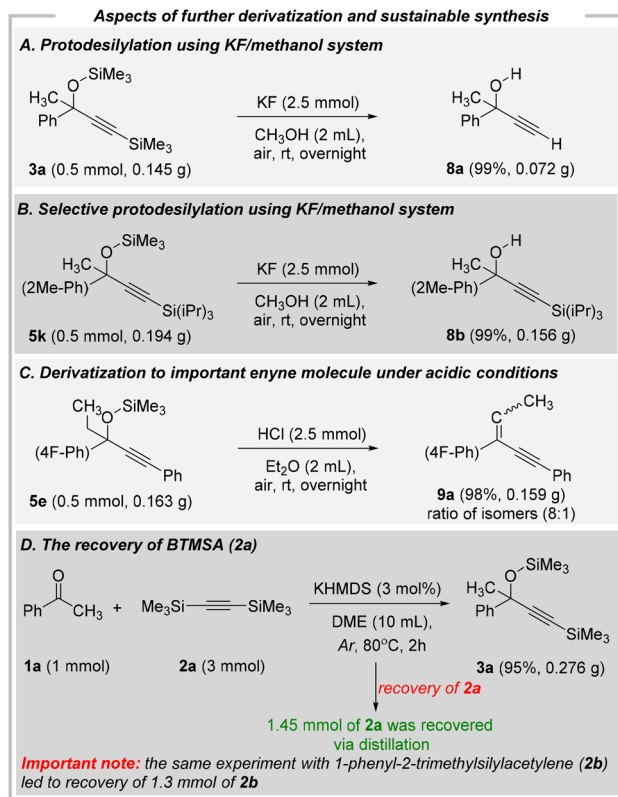 Aspects of further derivatization and sustainable synthesis
A. Protodesilylation using KF/methanol system
O SiMe3
H3C
Ph
SiMe3
3a (0.5 mmol, 0.145 g)
KF (2.5 mmol)
CH3OH (2 mL),
air, rt, overnight
O H
H3C
Ph
H
8a (99%, 0.072 g)
B. Selective protodesilylation using KF/methanol system
O SiMe3
H3C
(2Me-Ph)
Si(iPr)3
5k (0.5 mmol, 0.194 g)
KF (2.5 mmol)
CH3OH (2 mL),
air, rt, overnight
O H
H3C
(2Me-Ph)
Si(iPr)3
8b (99%, 0.156 g)
C. Derivatization to important enyne molecule under acidic conditions
CH3 O SiMe3
(4F-Ph)
Ph
5e (0.5 mmol, 0.163 g)
HCl (2.5 mmol)
Et2O (2 mL),
air, rt, overnight
C CH3
(4F-Ph)
Ph
9a (98%, 0.159 g)
ratio of isomers (8:1)
D. The recovery of BTMSA (2a)
O
Ph CH3 + Me3Si SiMe3
1a (1 mmol) 2a (3 mmol)
KHMDS (3 mol%)
DME (10 mL),
Ar, 80°C, 2h
O SiMe3
H3C
Ph
SiMe3
3a (95%, 0.276 g)
recovery of 2a
1.45 mmol of 2a was recovered
via distillation
Important note: the same experiment with 1-phenyl-2-trimethylsilylacetylene (2b)
led to recovery of 1.3 mmol of 2b